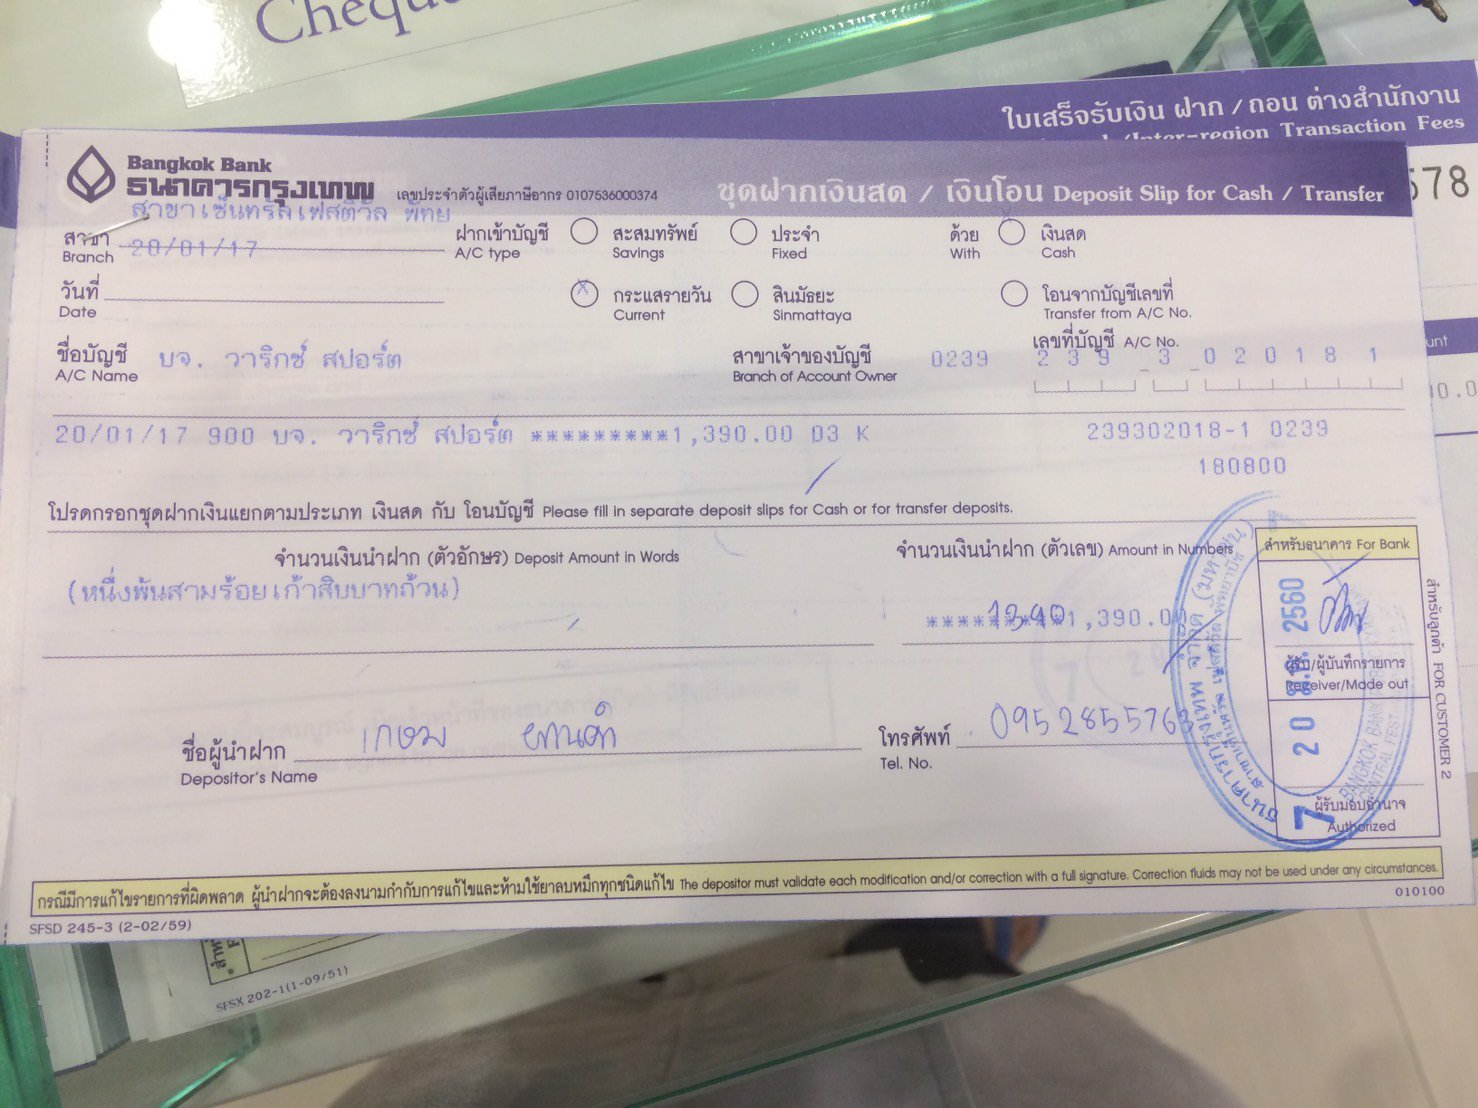 Cheque
ใบเสร็จรับเงิน ฝาก / ถอน ต่างสำนักงาน
/Inter-region Transaction Fees
578
Bangkok Bank
ธนาคารกรุงเทพ
เลขประจำตัวผู้เสียภาษีอากร 0107536000374
ชุดฝากเงินสด / เงินโอน Deposit Slip for Cash / Transfer
สาขาเซ็นทรัลเฟสติวัล พัทย
สาขา
Branch
20/01/17
ฝากเข้าบัญชี
A/C type
สะสมทรัพย์
Savings
ประจำ
Fixed
ด้วย
With
เงินสด
Cash
วันที่
Date
X
กระแสรายวัน
Current
สินมัธยะ
Sinmattaya
โอนจากบัญชีเลขที่
Transfer from A/C No.
ชื่อบัญชี
A/C Name
บจ. วาริกซ์ สปอร์ต
สาขาเจ้าของบัญชี
Branch of Account Owner
0239
เลขที่บัญชี A/C No.
239-3-020181
20/01/17 900 บจ. วาริกซ์ สปอร์ต *********1,390.00 D3 K
239302018-1 0239
180800
โปรดกรอกชุดฝากเงินแยกตามประเภท เงินสด กับ โอนบัญชี Please fill in separate deposit slips for Cash or for transfer deposits.
จำนวนเงินนำฝาก (ตัวอักษร) Deposit Amount in Words
จำนวนเงินนำฝาก (ตัวเลข) Amount in Numbers
สำหรับธนาคาร For Bank
(หนึ่งพันสามร้อยเก้าสิบบาทถ้วน)
1390
1,390.00
ผู้รับ/ผู้บันทึกรายการ
Receiver/Made out
ชื่อผู้นำฝาก
Depositor's Name
เกษม
โทรศัพท์
Tel. No.
ผู้รับมอบอำนาจ
Authorized
20 ม.ค. 2560
7
ธนาคารกรุงเทพ จำกัด (มหาชน)
BANGKOK BANK
สำหรับลูกค้า FOR CUSTOMER 2
กรณีมีการแก้ไขรายการที่ผิดพลาด ผู้นำฝากจะต้องลงนามกำกับการแก้ไขและห้ามใช้ยาลบหมึกทุกชนิดแก้ไข The depositor must validate each modification and/or correction with a full signature. Correction fluids may not be used under any circumstances.
SFSD 245-3 (2-02/59)
010100
SFSX 202-1(1-09/51)